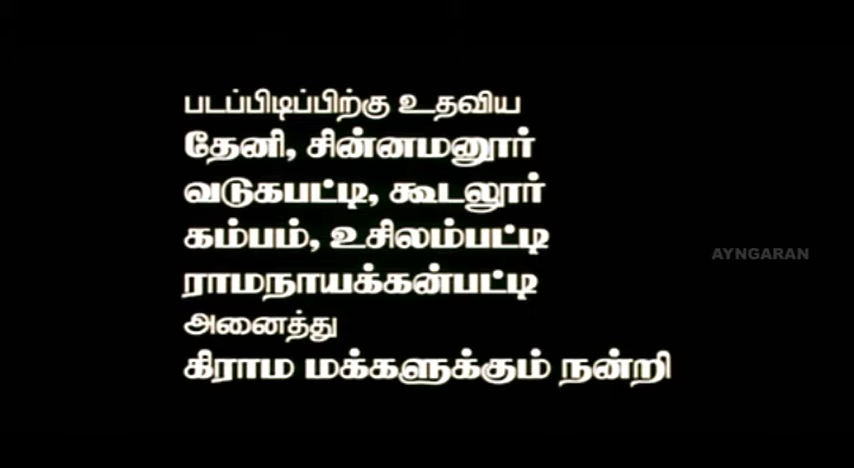 படப்பிடிப்பிற்கு உதவிய
தேனி, சின்னமனூர்
வடுகபட்டி, கூடலூர்
கம்பம், உசிலம்பட்டி
ராமநாயக்கன்பட்டி
அனைத்து
கிராம மக்களுக்கும் நன்றி
AYNGARAN